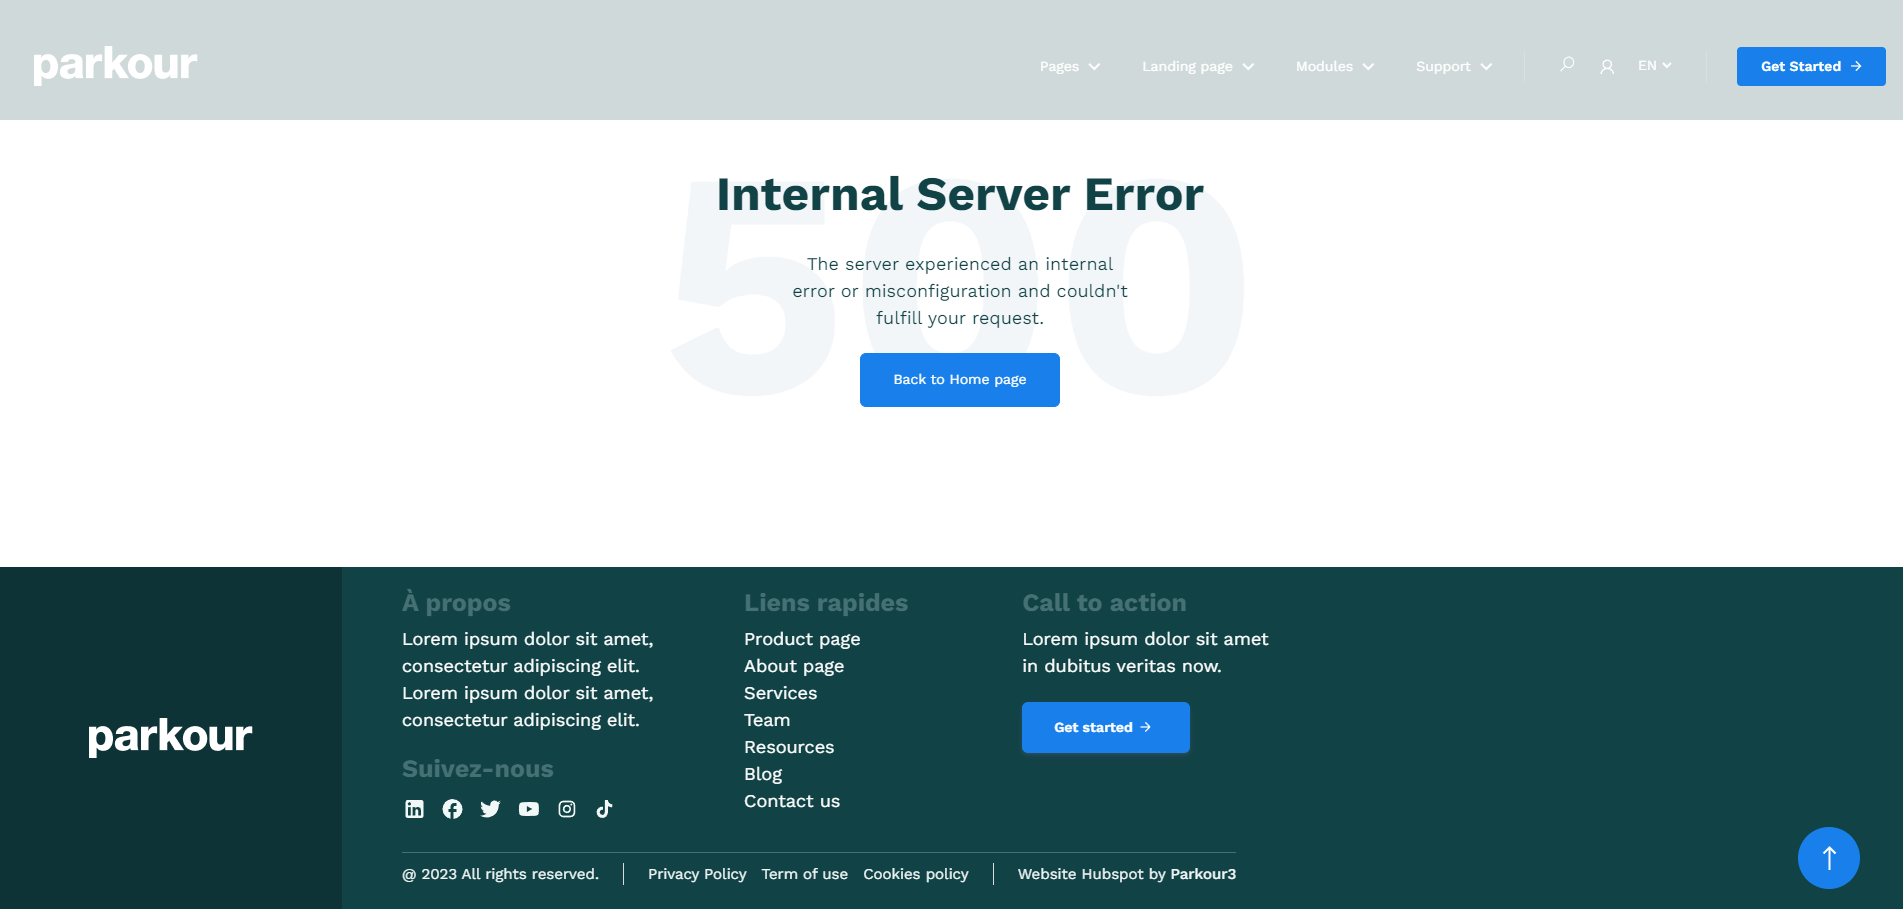 parkour
Pages
Landing page
Modules
Support
EN
Get Started
500
Internal Server Error
The server experienced an internal
error or misconfiguration and couldn't
fulfill your request.
Back to Home page
parkour
À propos
Lorem ipsum dolor sit amet,
consectetur adipiscing elit.
Lorem ipsum dolor sit amet,
consectetur adipiscing elit.
Suivez-nous
Liens rapides
Product page
About page
Services
Team
Resources
Blog
Contact us
Call to action
Lorem ipsum dolor sit amet
in dubitus veritas now.
Get started
@ 2023 All rights reserved.
Privacy Policy
Term of use
Cookies policy
Website Hubspot by Parkour3